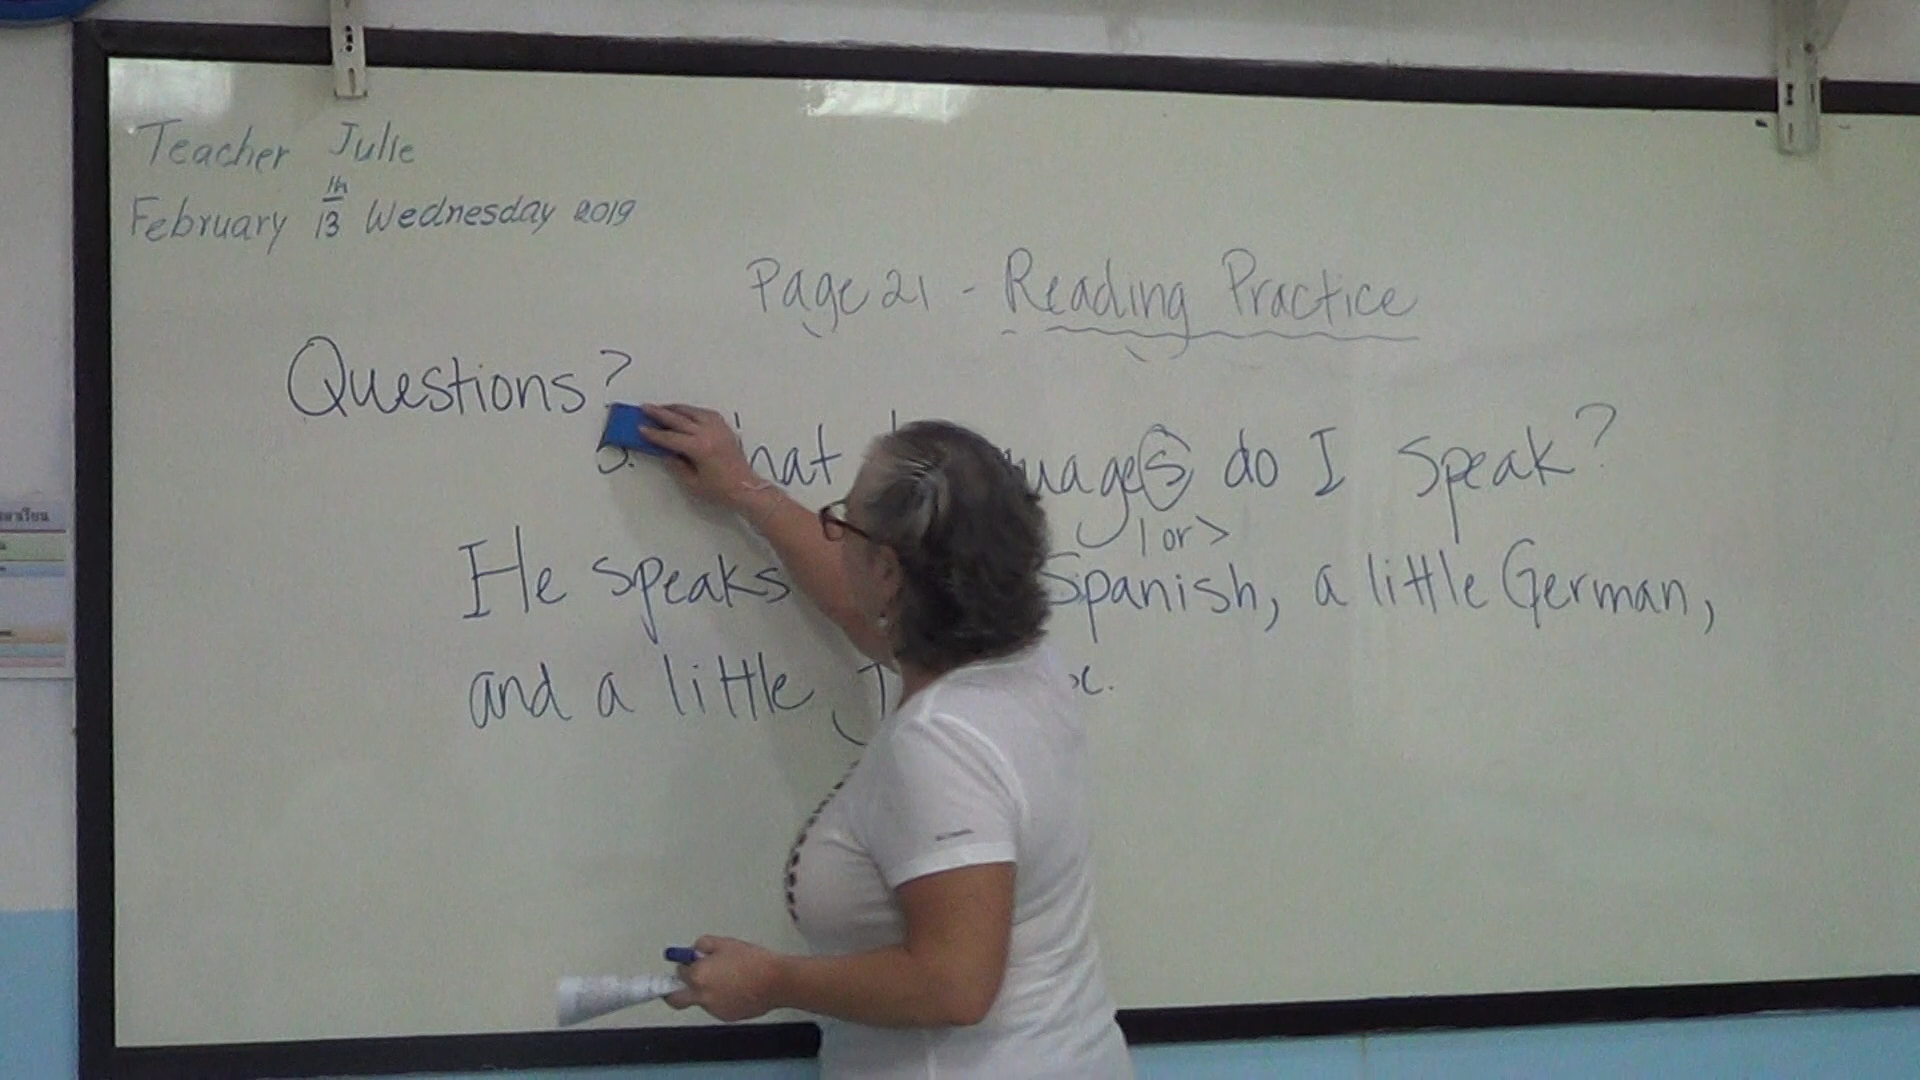 Teacher Julie
February 13th Wednesday 2019
Page 21 - Reading Practice
Questions?
do I speak?
1 or >
He speaks Spanish, a little German,
and a little